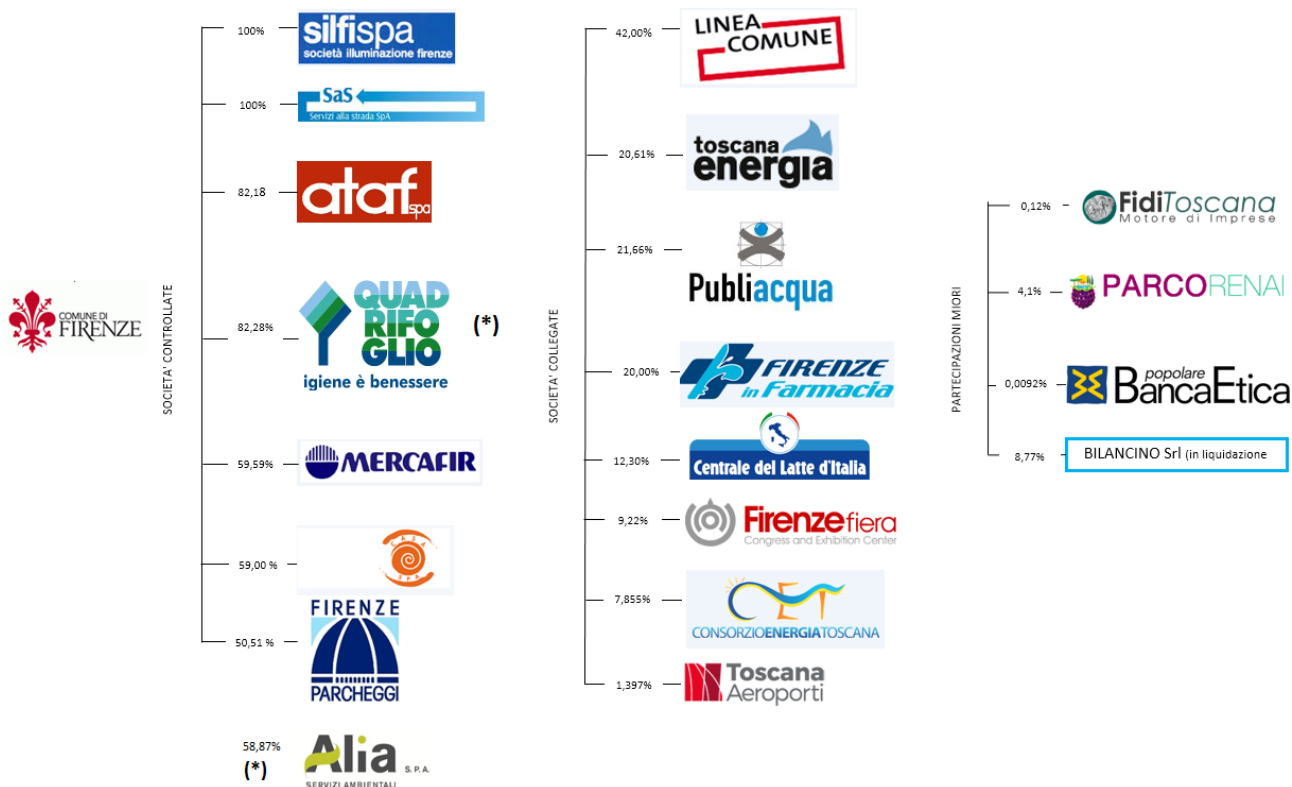 COMUNE DI
FIRENZE
SOCIETA' CONTROLLATE
100%
silfispa
società illuminazione firenze
100%
SaS
Servizi alla strada SpA
82,18
ataf
spa
82,28%
QUAD
RIFO
GLIO
igiene è benessere
(*)
59,59%
MERCAFIR
59,00 %
CASA
SPA
50,51 %
FIRENZE
PARCHEGGI
58,87%
(*)
Alia
S.P.A.
SERVIZI AMBIENTALI
SOCIETA' COLLEGATE
42,00%
LINEA
COMUNE
20,61%
toscana
energia
21,66%
Publiacqua
20,00%
FIRENZE
in Farmacia
12,30%
Centrale del Latte d'Italia
9,22%
Firenzefiera
Congress and Exhibition Center
7,855%
CET
CONSORZIOENERGIATOSCANA
1,397%
Toscana
Aeroporti
PARTECIPAZIONI MIORI
0,12%
FidiToscana
Motore di Imprese
4,1%
PARCORENAI
0,0092%
popolare
BancaEtica
8,77%
BILANCINO Srl (in liquidazione